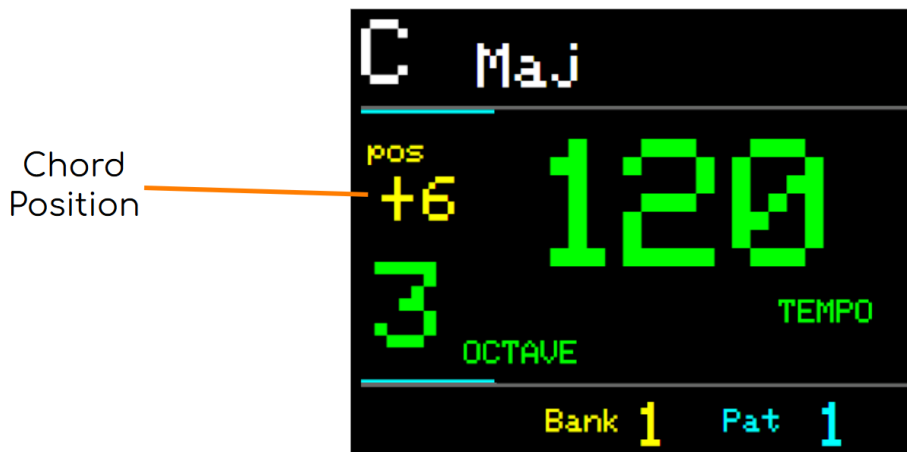 C Maj
Chord
Position
pos
+6
120
TEMPO
3
OCTAVE
Bank 1 Pat 1